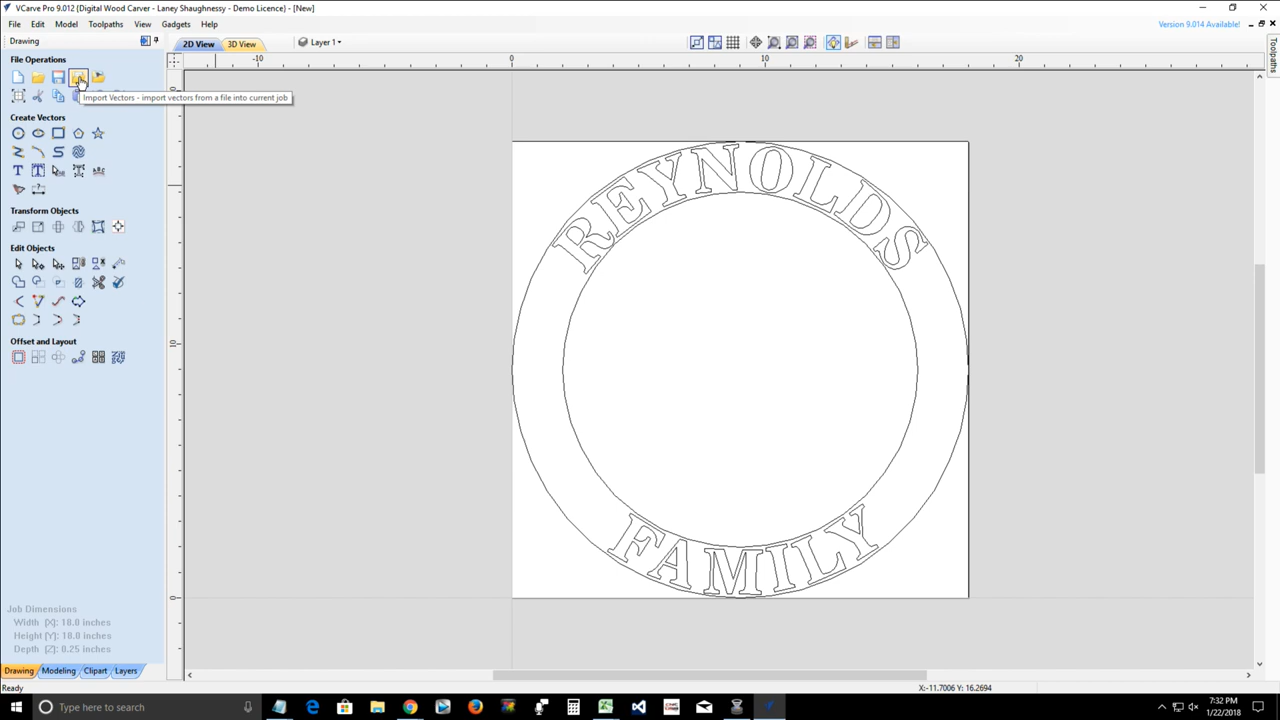 VCarve Pro 9.012 {Digital Wood Carver - Laney Shaughnessy - Demo Licence} - [New]
File Edit Model Toolpaths View Gadgets Help
Version 9.014 Available!
Drawing
2D View 3D View Layer 1
Toolpaths
File Operations
-10 0 10 20
Import Vectors - import vectors from a file into current job
Create Vectors
Transform Objects
Edit Objects
Offset and Layout
10
0
REYNOLDS
FAMILY
Job Dimensions
Width (X): 18.0 inches
Height (Y): 18.0 inches
Depth (Z): 0.25 inches
Drawing Modeling Clipart Layers
Ready
X:-11.7006 Y: 16.2694
Type here to search
7:32 PM
1/22/2018